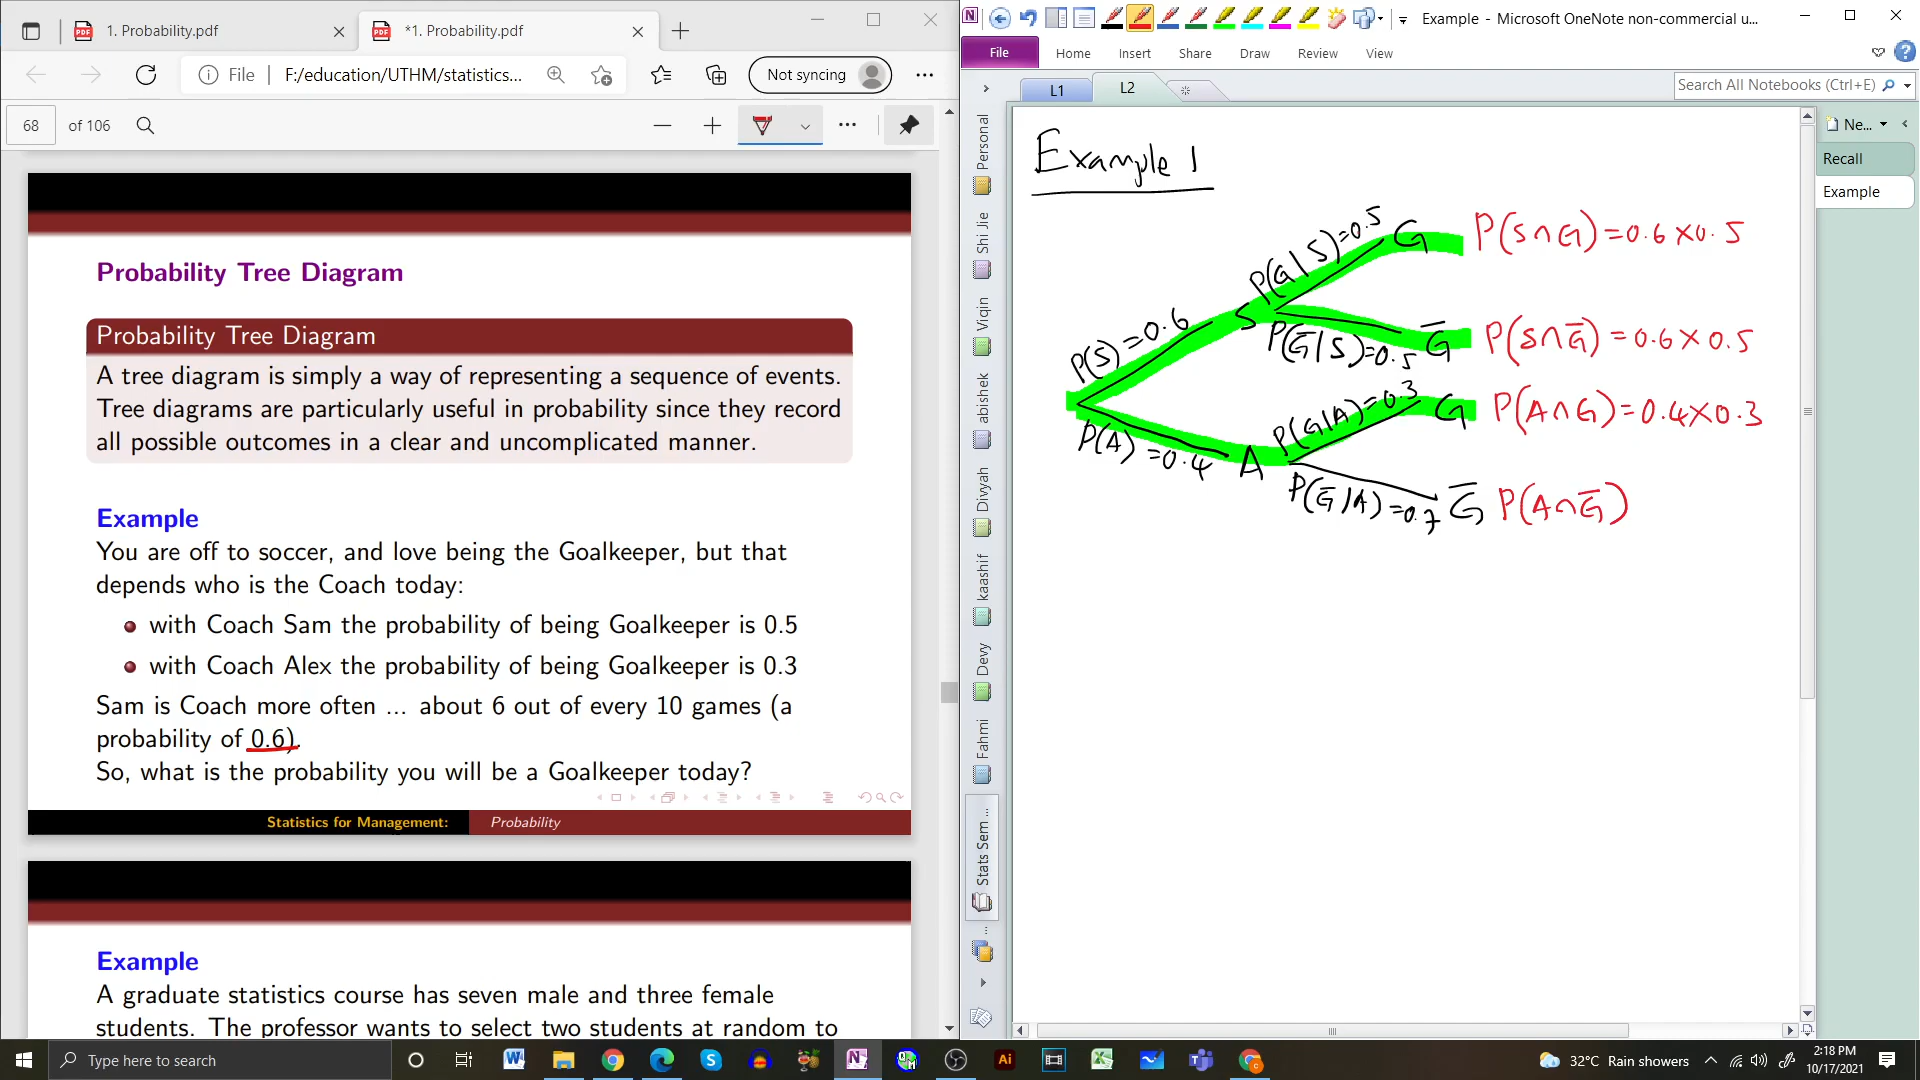 1. Probability.pdf
*1. Probability.pdf
File
F:/education/UTHM/statistics...
Not syncing
68 of 106
Probability Tree Diagram
Probability Tree Diagram
A tree diagram is simply a way of representing a sequence of events.
Tree diagrams are particularly useful in probability since they record
all possible outcomes in a clear and uncomplicated manner.
Example
You are off to soccer, and love being the Goalkeeper, but that
depends who is the Coach today:
with Coach Sam the probability of being Goalkeeper is 0.5
with Coach Alex the probability of being Goalkeeper is 0.3
Sam is Coach more often ... about 6 out of every 10 games (a
probability of 0.6).
So, what is the probability you will be a Goalkeeper today?
Statistics for Management: Probability
Example
A graduate statistics course has seven male and three female
students. The professor wants to select two students at random to
Example - Microsoft OneNote non-commercial u...
File Home Insert Share Draw Review View
L1 L2
Search All Notebooks (Ctrl+E)
Personal
Shi Jie
Viqin
abishek
Divyah
kaashif
Devy
Fahmi
Stats Sem ...
Ne...
Recall
Example
Example 1
P(S) = 0.6
S
P(G|S)=0.5
G
P(S∩G)=0.6×0.5
P(G̅|S)=0.5
G̅
P(S∩G̅)=0.6×0.5
P(A) =0.4
A
P(G|A)=0.3
G
P(A∩G)=0.4×0.3
P(G̅|A)=0.7
G̅
P(A∩G̅)
Type here to search
32°C Rain showers
2:18 PM
10/17/2021